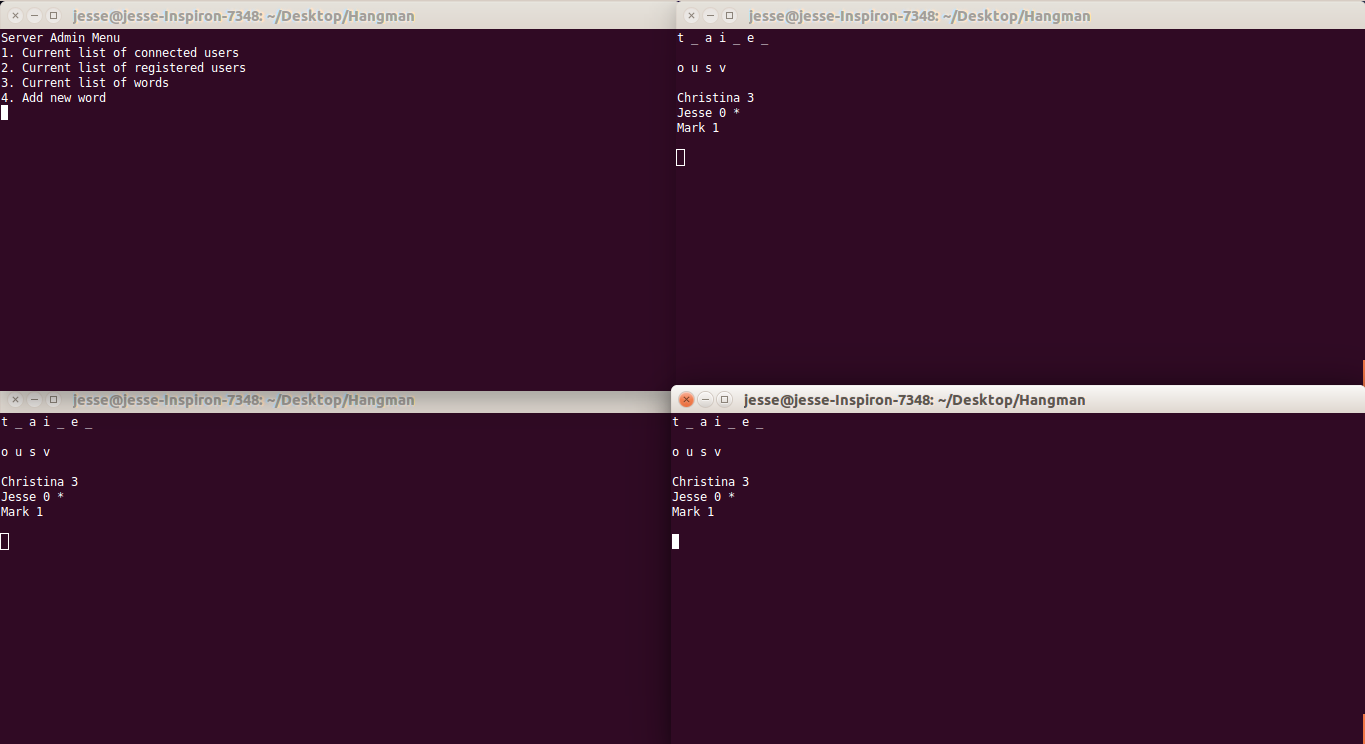 jesse@jesse-Inspiron-7348: ~/Desktop/Hangman
Server Admin Menu
1. Current list of connected users
2. Current list of registered users
3. Current list of words
4. Add new word
jesse@jesse-Inspiron-7348: ~/Desktop/Hangman
t _ a i _ e _
o u s v
Christina 3
Jesse 0 *
Mark 1
jesse@jesse-Inspiron-7348: ~/Desktop/Hangman
t _ a i _ e _
o u s v
Christina 3
Jesse 0 *
Mark 1
jesse@jesse-Inspiron-7348: ~/Desktop/Hangman
t _ a i _ e _
o u s v
Christina 3
Jesse 0 *
Mark 1